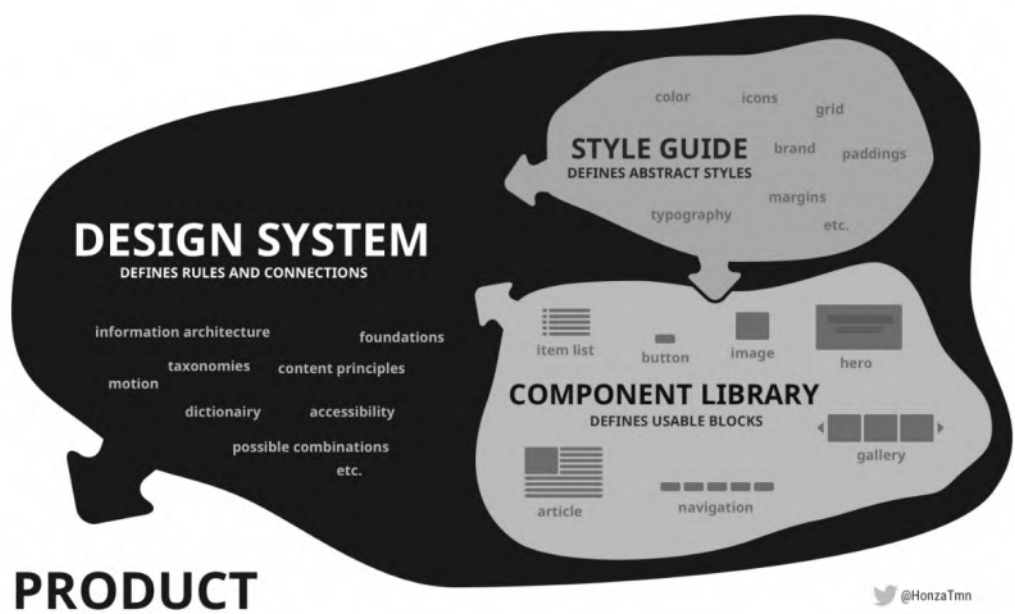 color
icons
grid
STYLE GUIDE
DEFINES ABSTRACT STYLES
brand
paddings
margins
typography
etc.
DESIGN SYSTEM
DEFINES RULES AND CONNECTIONS
information architecture
foundations
taxonomies
content principles
motion
dictionairy
accessibility
possible combinations
etc.
item list
button
image
hero
COMPONENT LIBRARY
DEFINES USABLE BLOCKS
gallery
article
navigation
PRODUCT
@HonzaTmn